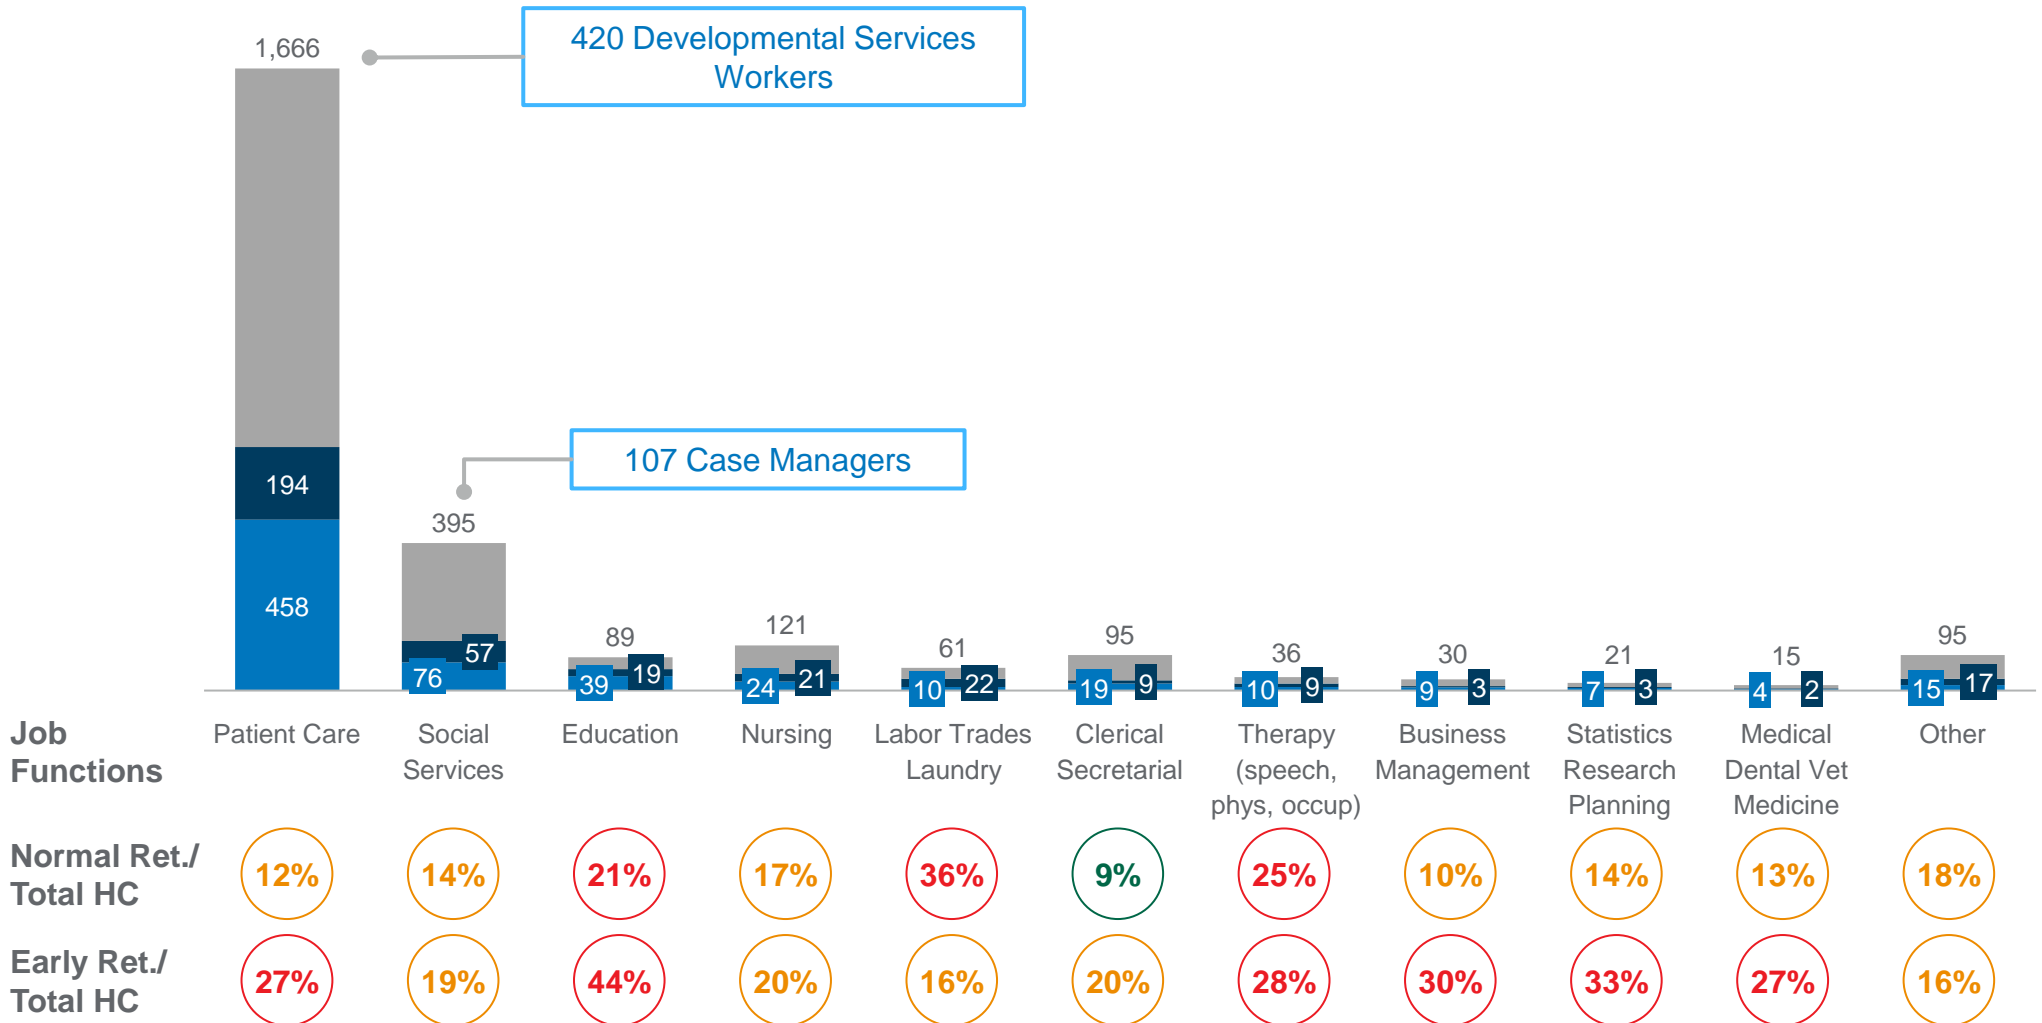 420 Developmental Services
Workers
1,666
107 Case Managers
194
458
395
57
76
89
19
39
121
21
24
61
22
10
95
9
19
36
9
10
30
3
9
21
3
7
15
2
4
95
17
15
Job
Functions
Patient Care
Social
Services
Education
Nursing
Labor Trades
Laundry
Clerical
Secretarial
Therapy
(speech,
phys, occup)
Business
Management
Statistics
Research
Planning
Medical
Dental Vet
Medicine
Other
Normal Ret./
Total HC
12%
14%
21%
17%
36%
9%
25%
10%
14%
13%
18%
Early Ret./
Total HC
27%
19%
44%
20%
16%
20%
28%
30%
33%
27%
16%